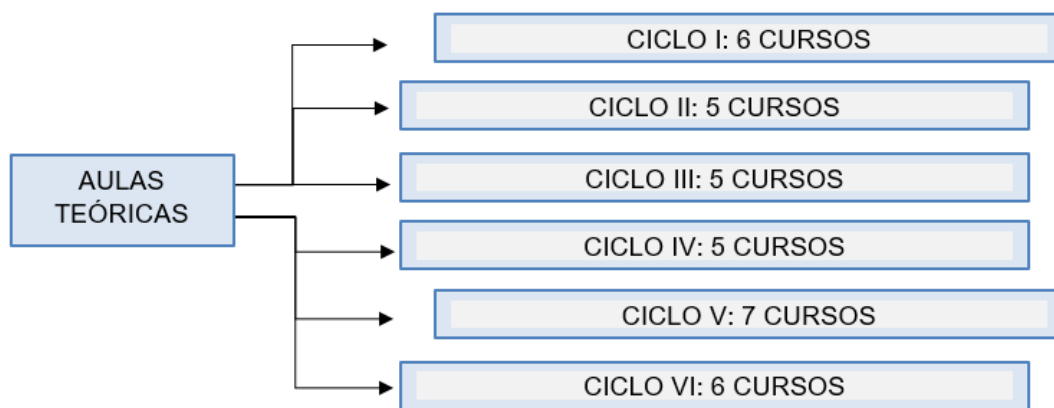 AULAS
TEÓRICAS
CICLO I: 6 CURSOS
CICLO II: 5 CURSOS
CICLO III: 5 CURSOS
CICLO IV: 5 CURSOS
CICLO V: 7 CURSOS
CICLO VI: 6 CURSOS